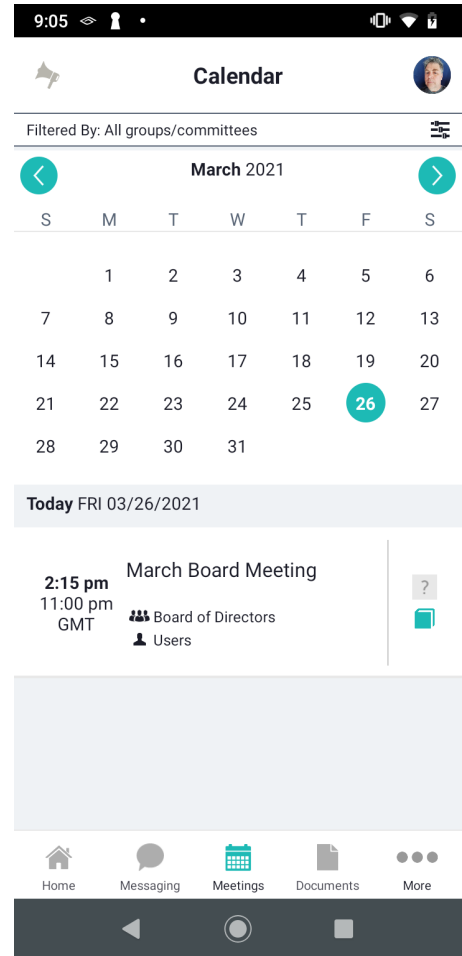 9:05
Calendar
Filtered By: All groups/committees
March 2021
S M T W T F S
1 2 3 4 5 6
7 8 9 10 11 12 13
14 15 16 17 18 19 20
21 22 23 24 25 26 27
28 29 30 31
Today FRI 03/26/2021
March Board Meeting
2:15 pm
11:00 pm
GMT
Board of Directors
Users
?
Home Messaging Meetings Documents More